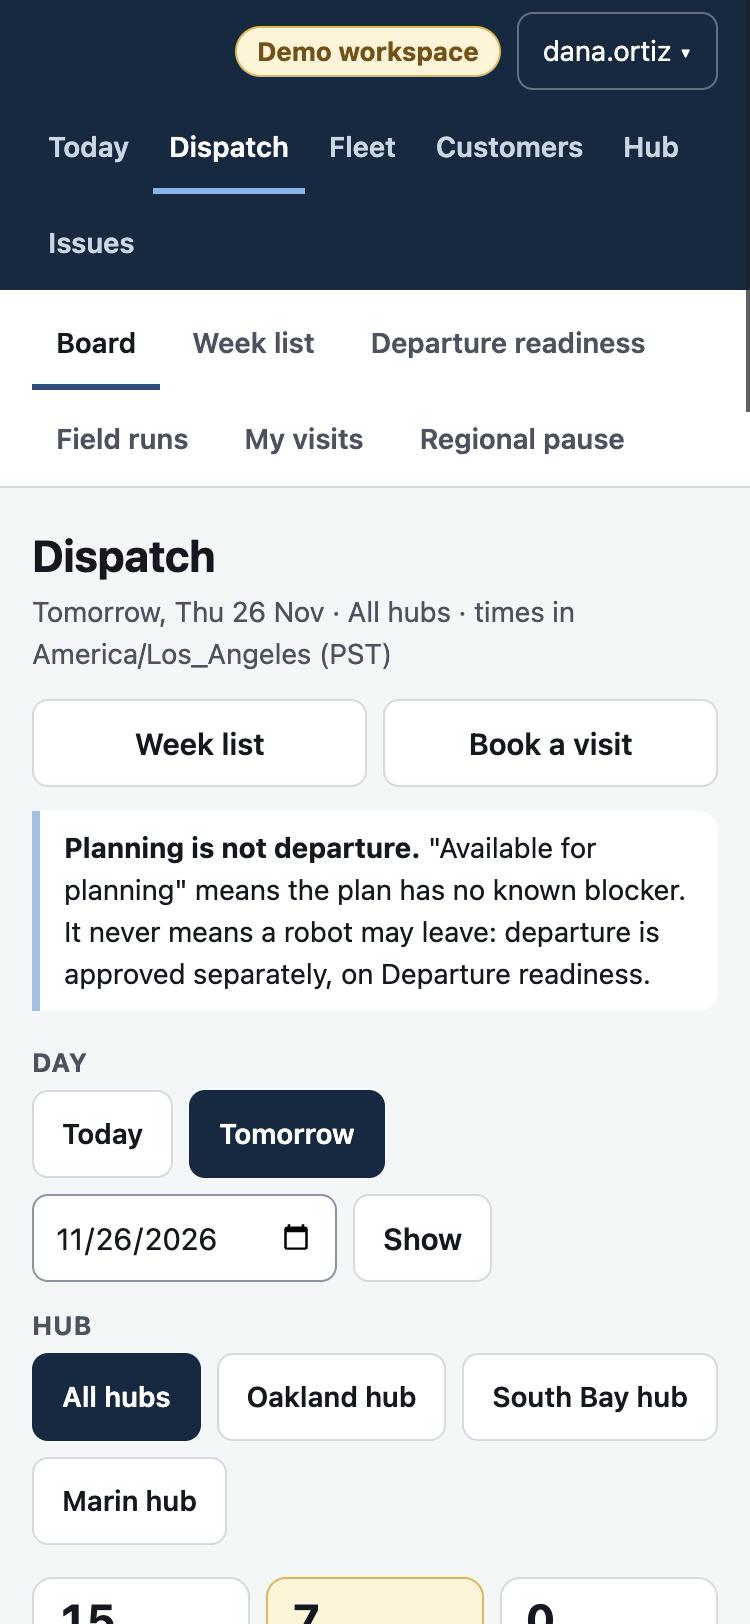 Demo workspace
dana.ortiz ▾
Today Dispatch Fleet Customers Hub
Issues
Board Week list Departure readiness
Field runs My visits Regional pause
Dispatch
Tomorrow, Thu 26 Nov · All hubs · times in
America/Los_Angeles (PST)
Week list Book a visit
Planning is not departure. "Available for
planning" means the plan has no known blocker.
It never means a robot may leave: departure is
approved separately, on Departure readiness.
DAY
Today Tomorrow
11/26/2026 Show
HUB
All hubs Oakland hub South Bay hub
Marin hub
15 7 0